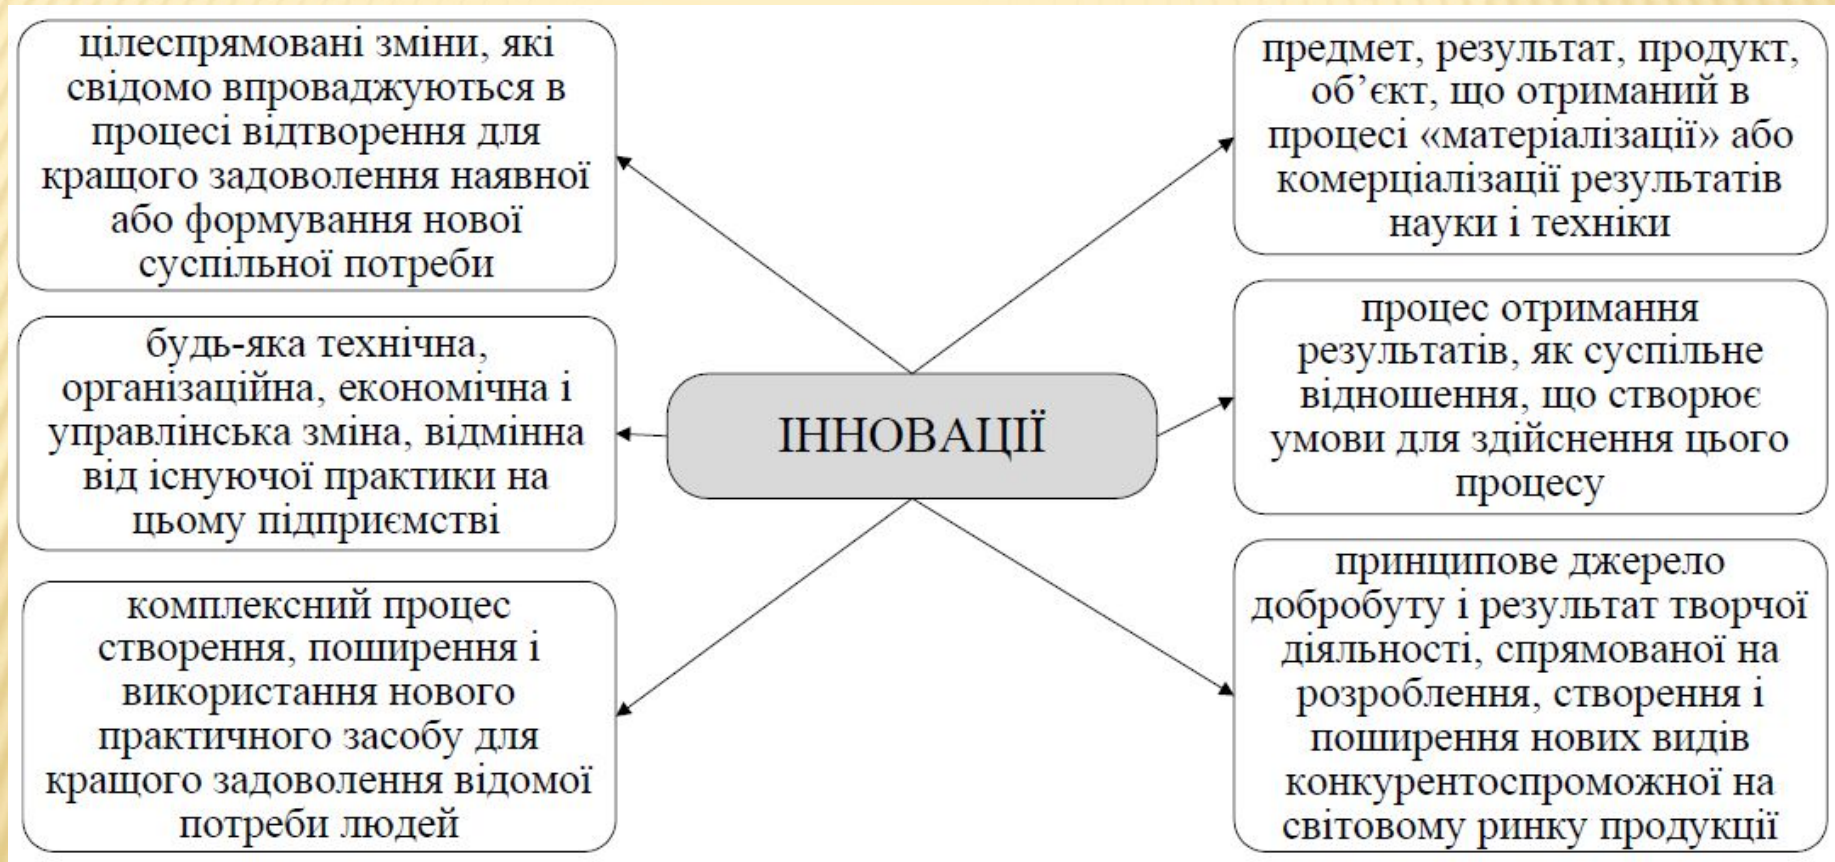 цілеспрямовані зміни, які
свідомо впроваджуються в
процесі відтворення для
кращого задоволення наявної
або формування нової
суспільної потреби
будь-яка технічна,
організаційна, економічна і
управлінська зміна, відмінна
від існуючої практики на
цьому підприємстві
комплексний процес
створення, поширення і
використання нового
практичного засобу для
кращого задоволення відомої
потреби людей
ІННОВАЦІЇ
предмет, результат, продукт,
об’єкт, що отриманий в
процесі «матеріалізації» або
комерціалізації результатів
науки і техніки
процес отримання
результатів, як суспільне
відношення, що створює
умови для здійснення цього
процесу
принципове джерело
добробуту і результат творчої
діяльності, спрямованої на
розроблення, створення і
поширення нових видів
конкурентоспроможної на
світовому ринку продукції